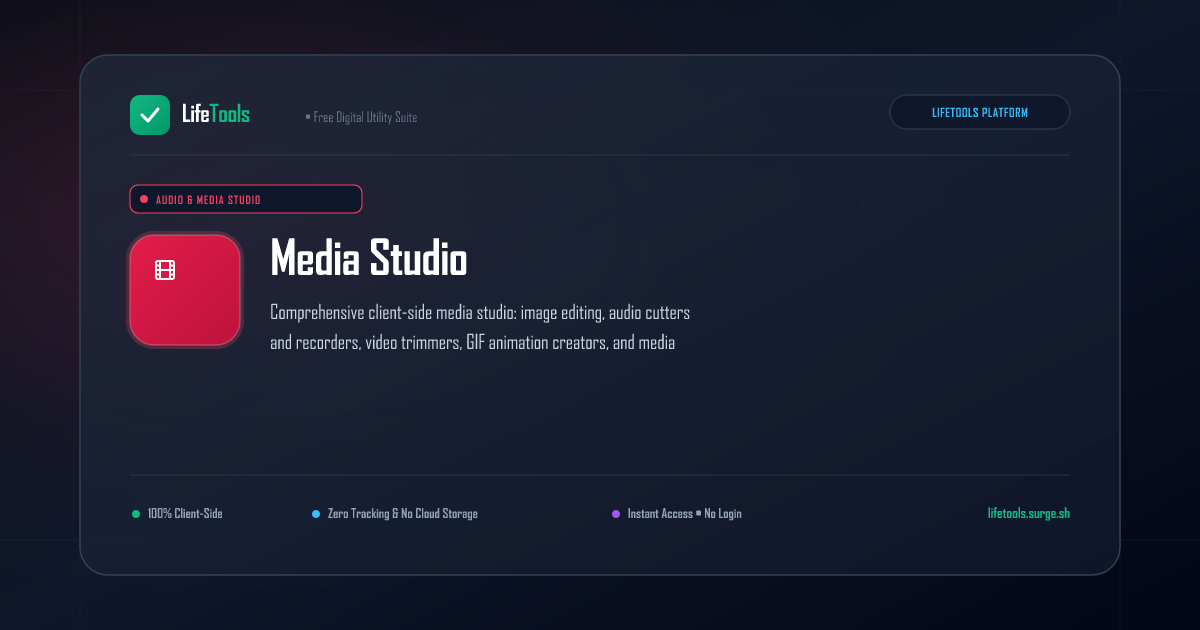 LifeTools
▪ Free Digital Utility Suite
LIFETOOLS PLATFORM
AUDIO & MEDIA STUDIO
Media Studio
Comprehensive client-side media studio: image editing, audio cutters
and recorders, video trimmers, GIF animation creators, and media
100% Client-Side
Zero Tracking & No Cloud Storage
Instant Access ▪ No Login
lifetools.surge.sh